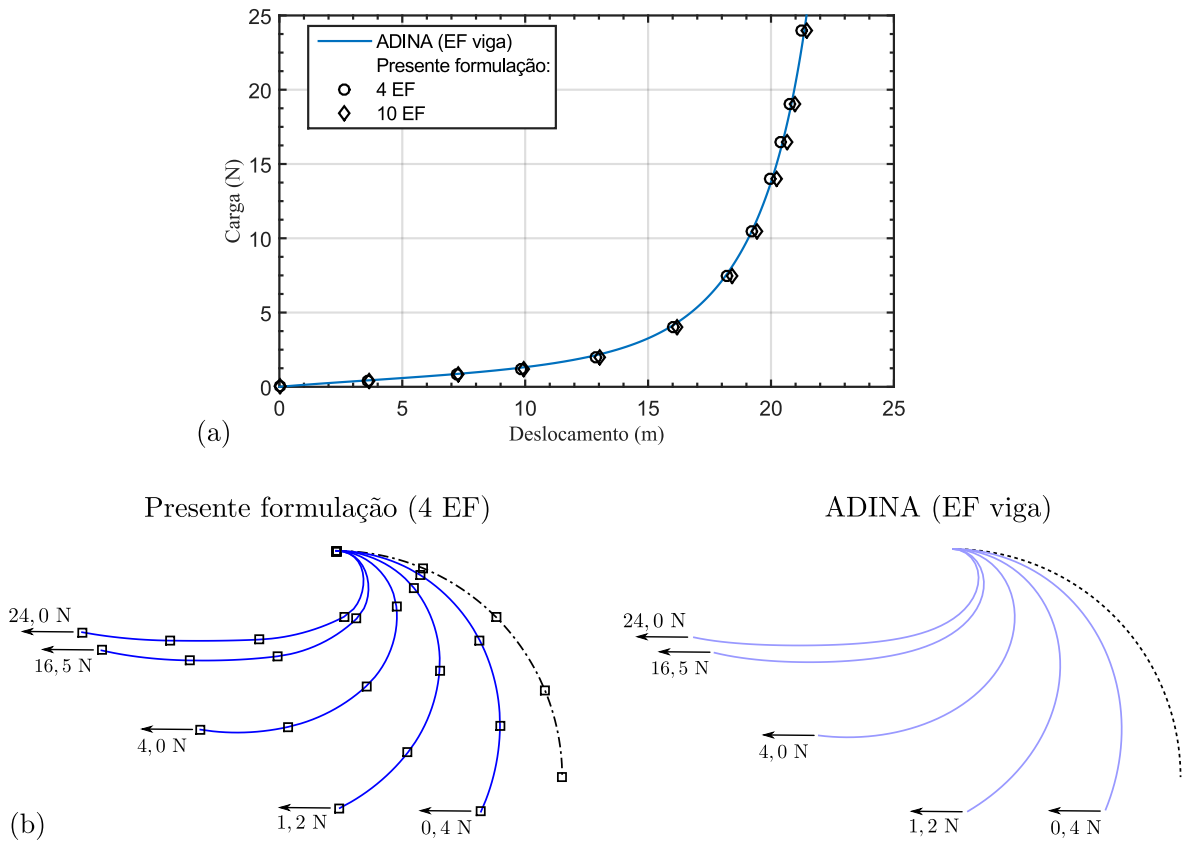 25
20
15
10
5
0
Carga (N)
ADINA (EF viga)
Presente formulação:
4 EF
10 EF
0
5
10
15
20
25
Deslocamento (m)
(a)
Presente formulação (4 EF)
24,0 N
16,5 N
4,0 N
1,2 N
0,4 N
ADINA (EF viga)
24,0 N
16,5 N
4,0 N
1,2 N
0,4 N
(b)